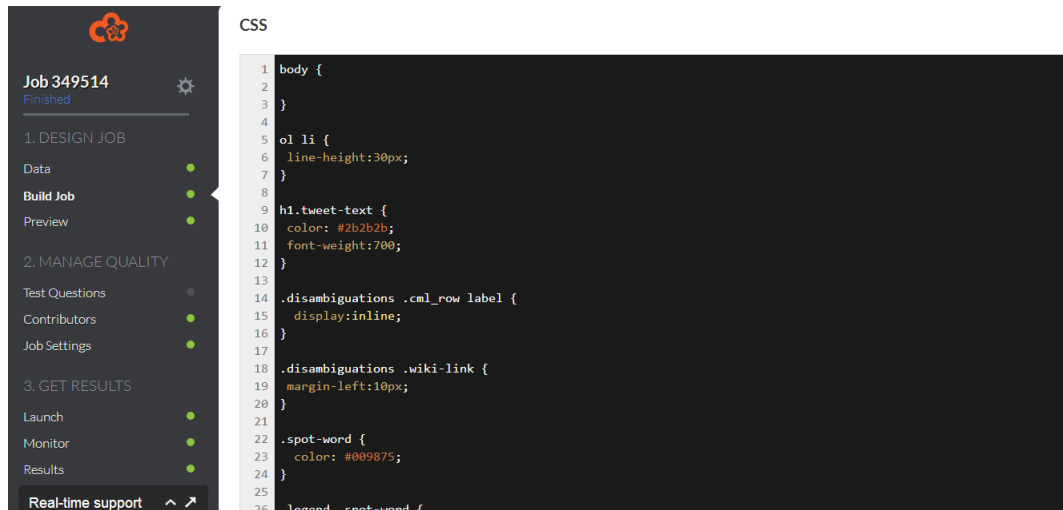 Job 349514
Finished
1. DESIGN JOB
Data
Build Job
Preview
2. MANAGE QUALITY
Test Questions
Contributors
Job Settings
3. GET RESULTS
Launch
Monitor
Results
Real-time support
CSS
1 body {
2
3 }
4
5 ol li {
6 line-height:30px;
7 }
8
9 h1.tweet-text {
10 color: #2b2b2b;
11 font-weight:700;
12 }
13
14 .disambiguations .cml_row label {
15 display:inline;
16 }
17
18 .disambiguations .wiki-link {
19 margin-left:10px;
20 }
21
22 .spot-word {
23 color: #009875;
24 }
25
26 .legend .spot-word {